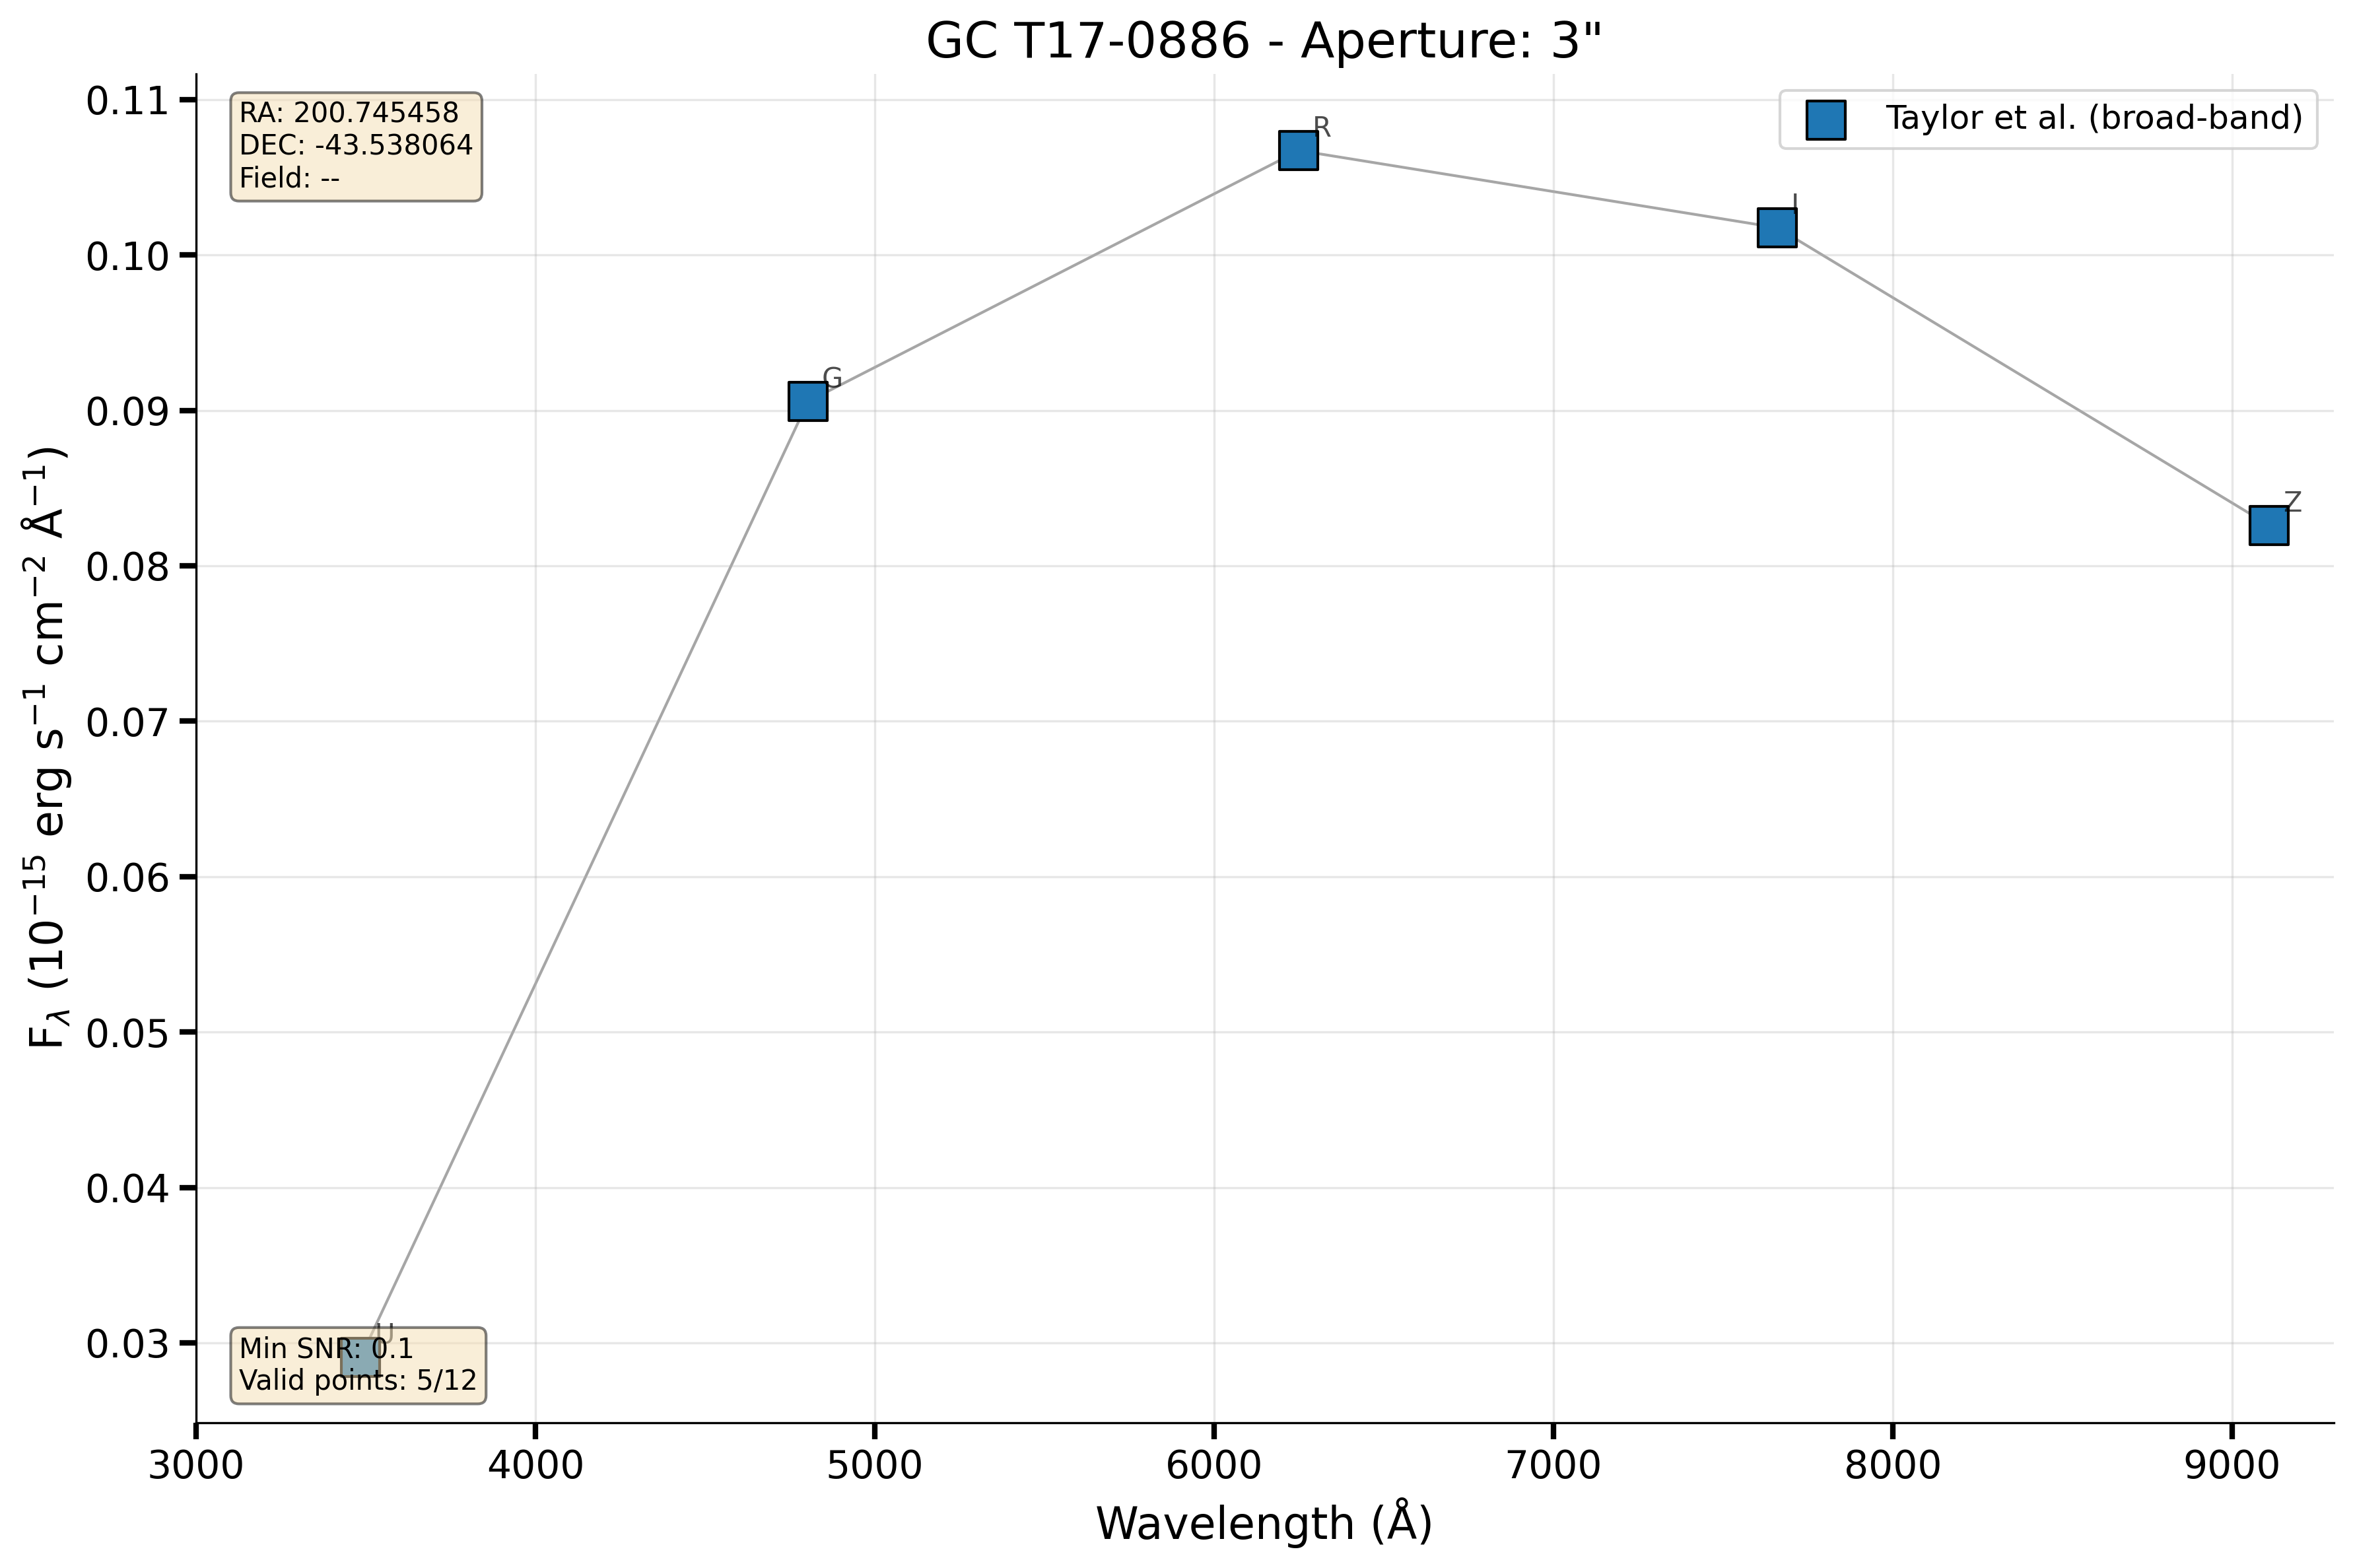 GC T17-0886 - Aperture: 3"
RA: 200.745458
DEC: -43.538064
Field: --
Taylor et al. (broad-band)
R
I
G
Z
U
Min SNR: 0.1
Valid points: 5/12
0.11
0.10
0.09
0.08
0.07
0.06
0.05
0.04
0.03
F_λ (10⁻¹⁵ erg s⁻¹ cm⁻² Å⁻¹)
3000 4000 5000 6000 7000 8000 9000
Wavelength (Å)